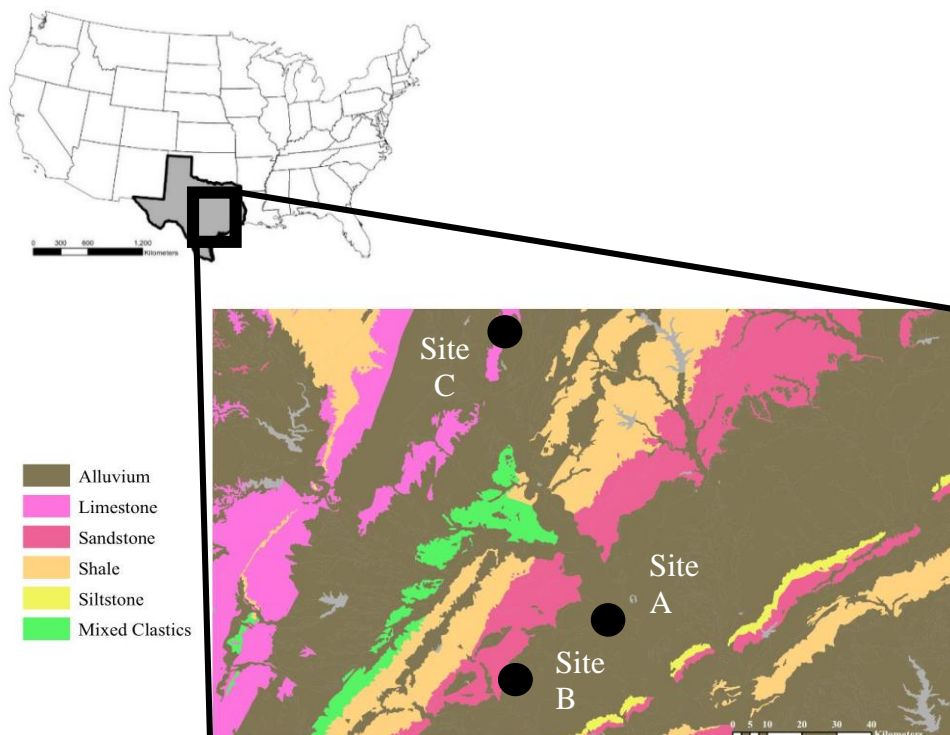 0 300 600 1,200
Kilometers
Site
C
Alluvium
Limestone
Sandstone
Shale
Siltstone
Mixed Clastics
Site
A
Site
B
0 5 10 20 30 40
Kilometers